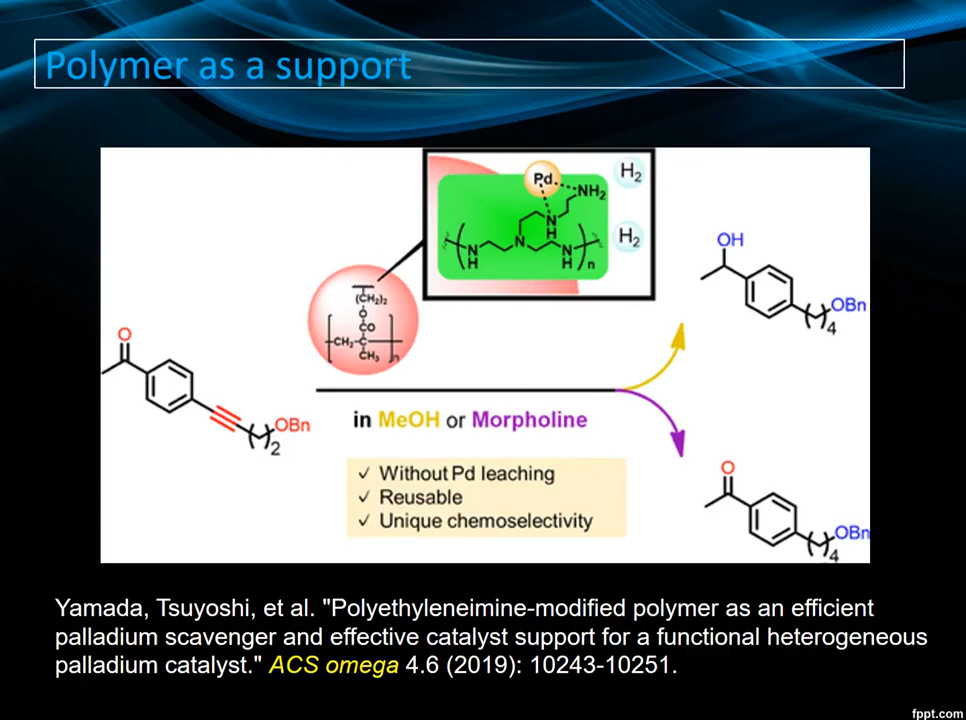 Polymer as a support
Pd
NH2
H2
N
H
H2
( N
H
N
N
H )n
OH
OBn
( )4
(CH2)2
O
CO
[ CH2-C ]n
CH3
O
OBn
( )2
in MeOH or Morpholine
✓ Without Pd leaching
✓ Reusable
✓ Unique chemoselectivity
O
OBn
( )4
Yamada, Tsuyoshi, et al. "Polyethyleneimine-modified polymer as an efficient
palladium scavenger and effective catalyst support for a functional heterogeneous
palladium catalyst." ACS omega 4.6 (2019): 10243-10251.
fppt.com